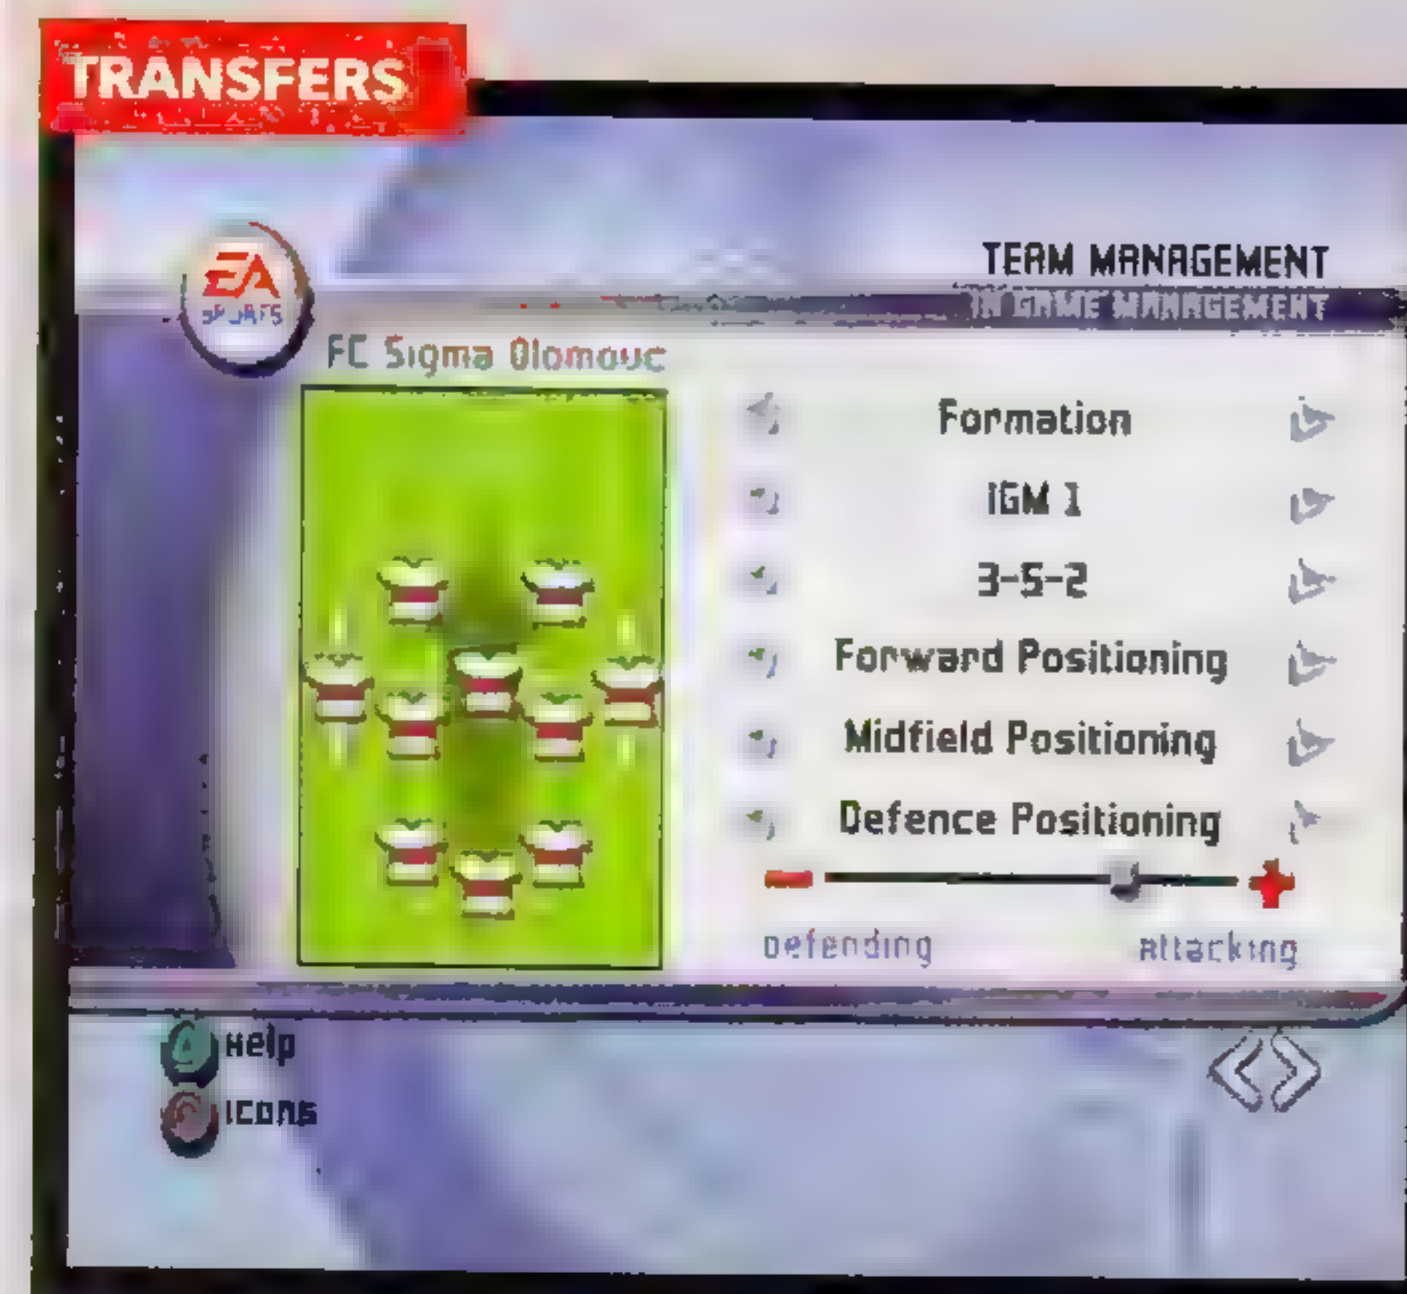 TRANSFERS
EA
SPORTS
TEAM MANAGEMENT
IN GAME MANAGEMENT
FC Sigma Olomouc
Formation
IGM 1
3-5-2
Forward Positioning
Midfield Positioning
Defence Positioning
Defending
Attacking
Help
Icons